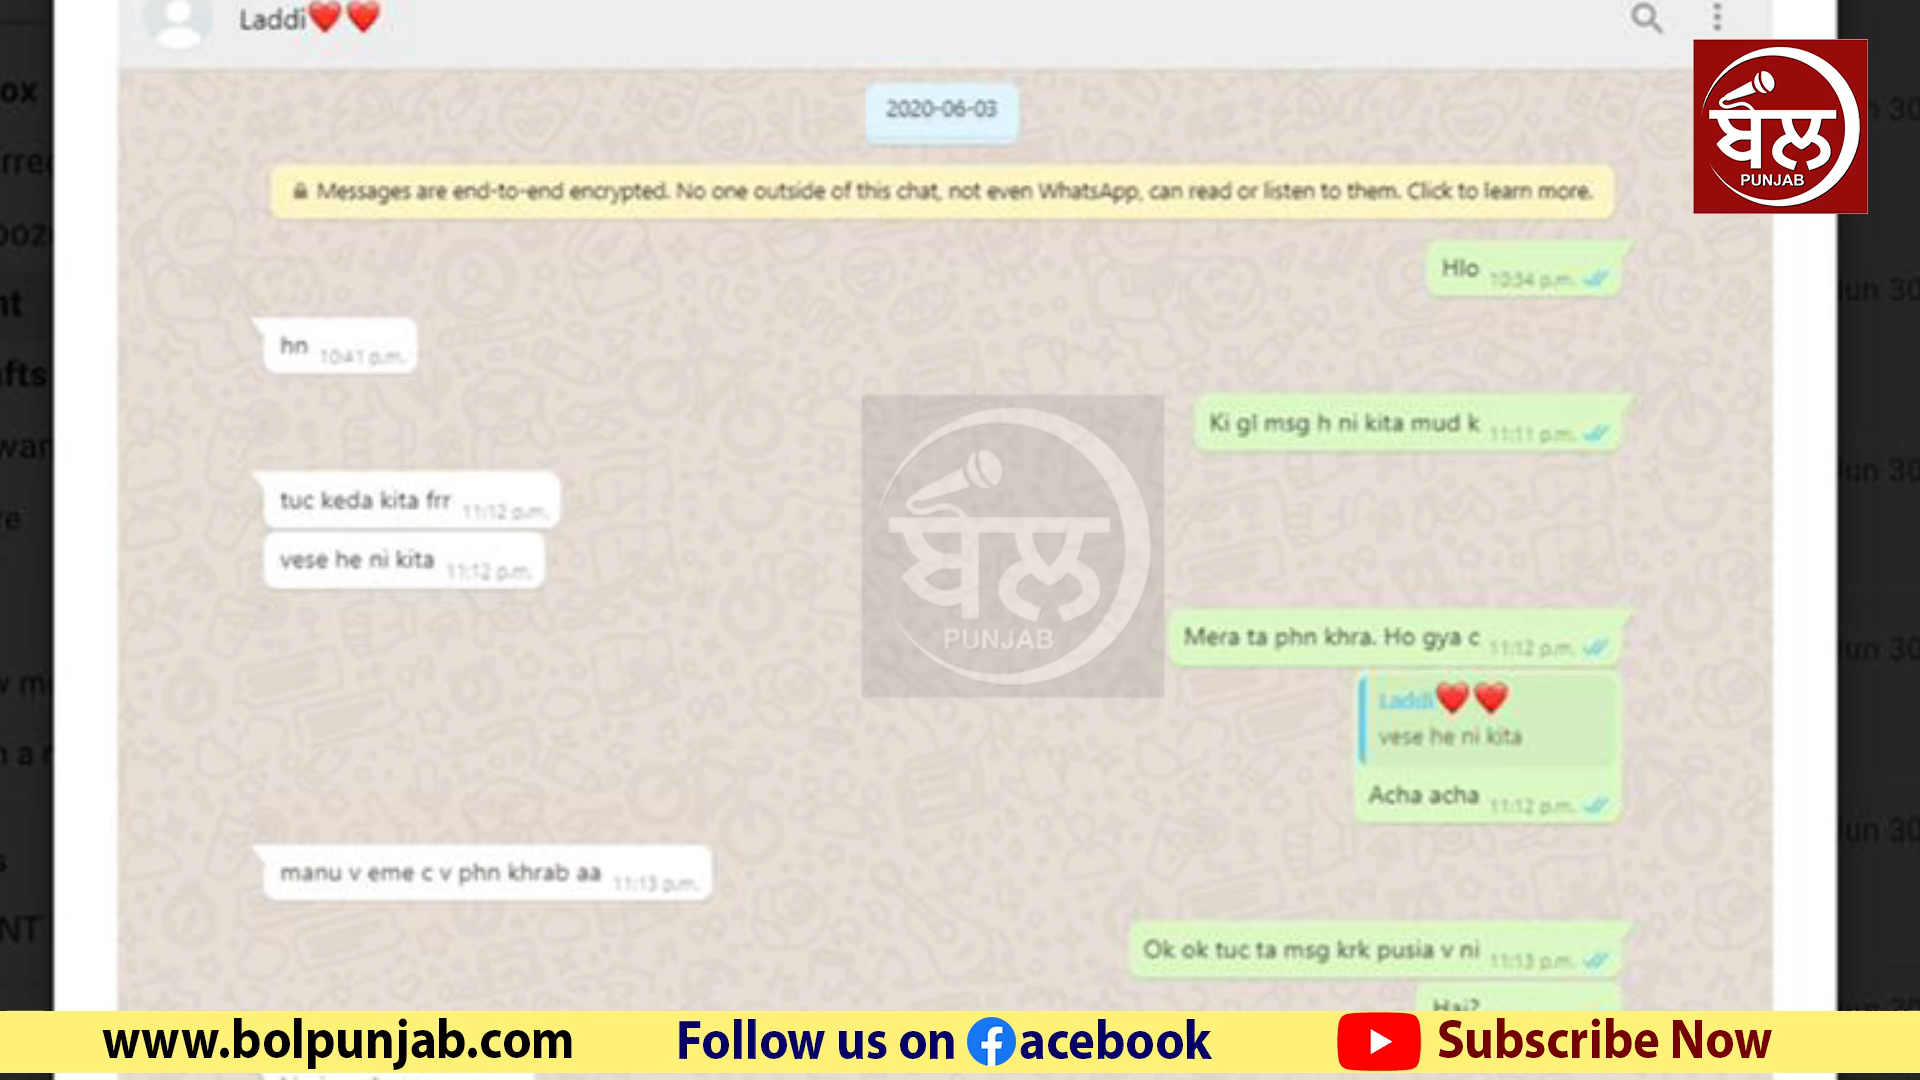 Laddi❤️❤️
2020-06-03
Messages are end-to-end encrypted. No one outside of this chat, not even WhatsApp, can read or listen to them. Click to learn more.
Hlo 10:34 p.m.
hn 10:41 p.m.
Ki gl msg h ni kita mud k 11:11 p.m.
tuc keda kita frr 11:12 p.m.
vese he ni kita 11:12 p.m.
Mera ta phn khra. Ho gya c 11:12 p.m.
Laddi❤️❤️
vese he ni kita
Acha acha 11:12 p.m.
manu v eme c v phn khrab aa 11:13 p.m.
Ok ok tuc ta msg krk pusia v ni 11:13 p.m.
Hai?
ਬੋਲ
PUNJAB
ਬੋਲ
PUNJAB
www.bolpunjab.com
Follow us on facebook
Subscribe Now